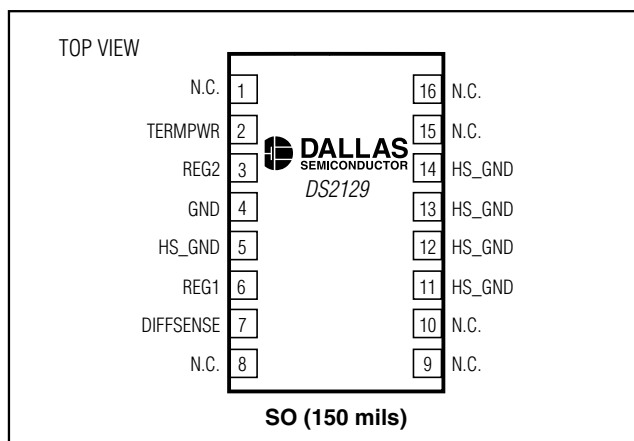 TOP VIEW
N.C. 1
16 N.C.
TERMPWR 2
15 N.C.
DALLAS
SEMICONDUCTOR
REG2 3
14 HS_GND
DS2129
GND 4
13 HS_GND
HS_GND 5
12 HS_GND
REG1 6
11 HS_GND
DIFFSENSE 7
10 N.C.
N.C. 8
9 N.C.
SO (150 mils)